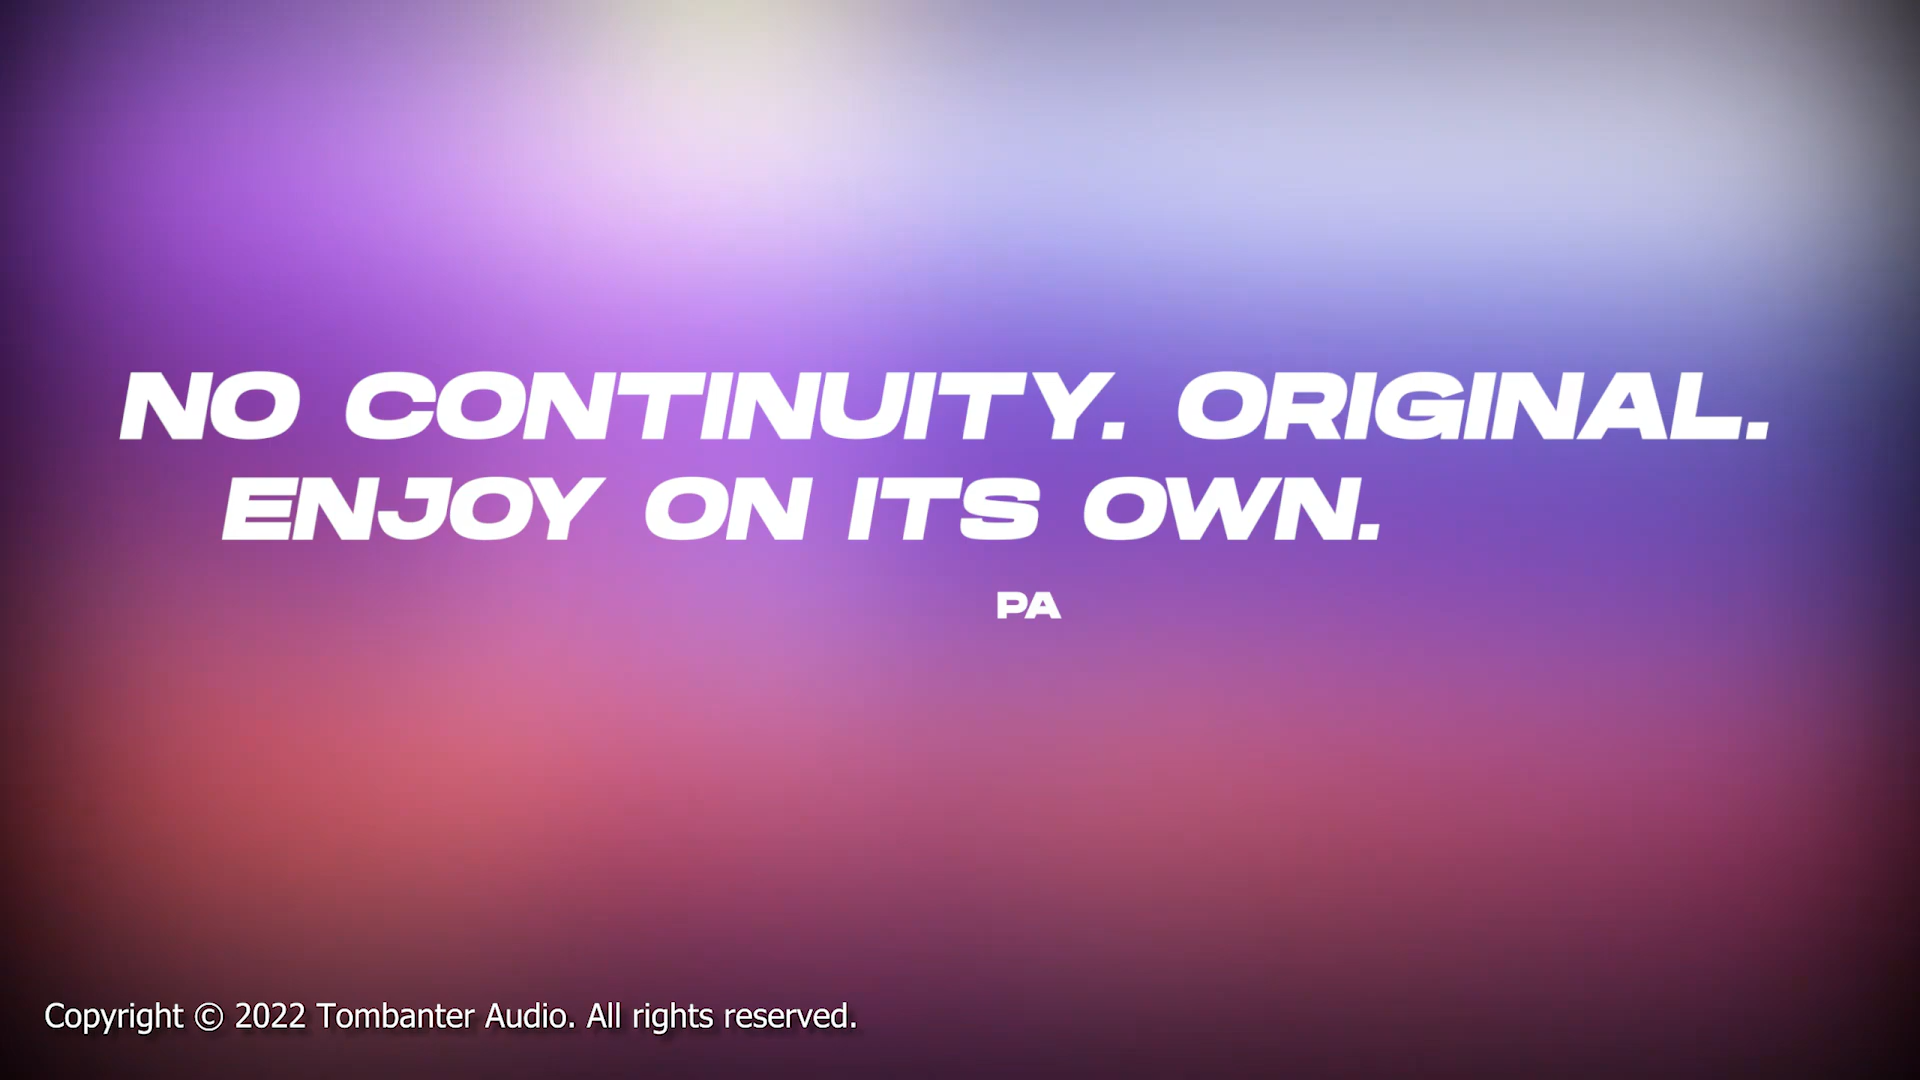 NO CONTINUITY. ORIGINAL.
ENJOY ON ITS OWN.
PA
Copyright © 2022 Tombanter Audio. All rights reserved.